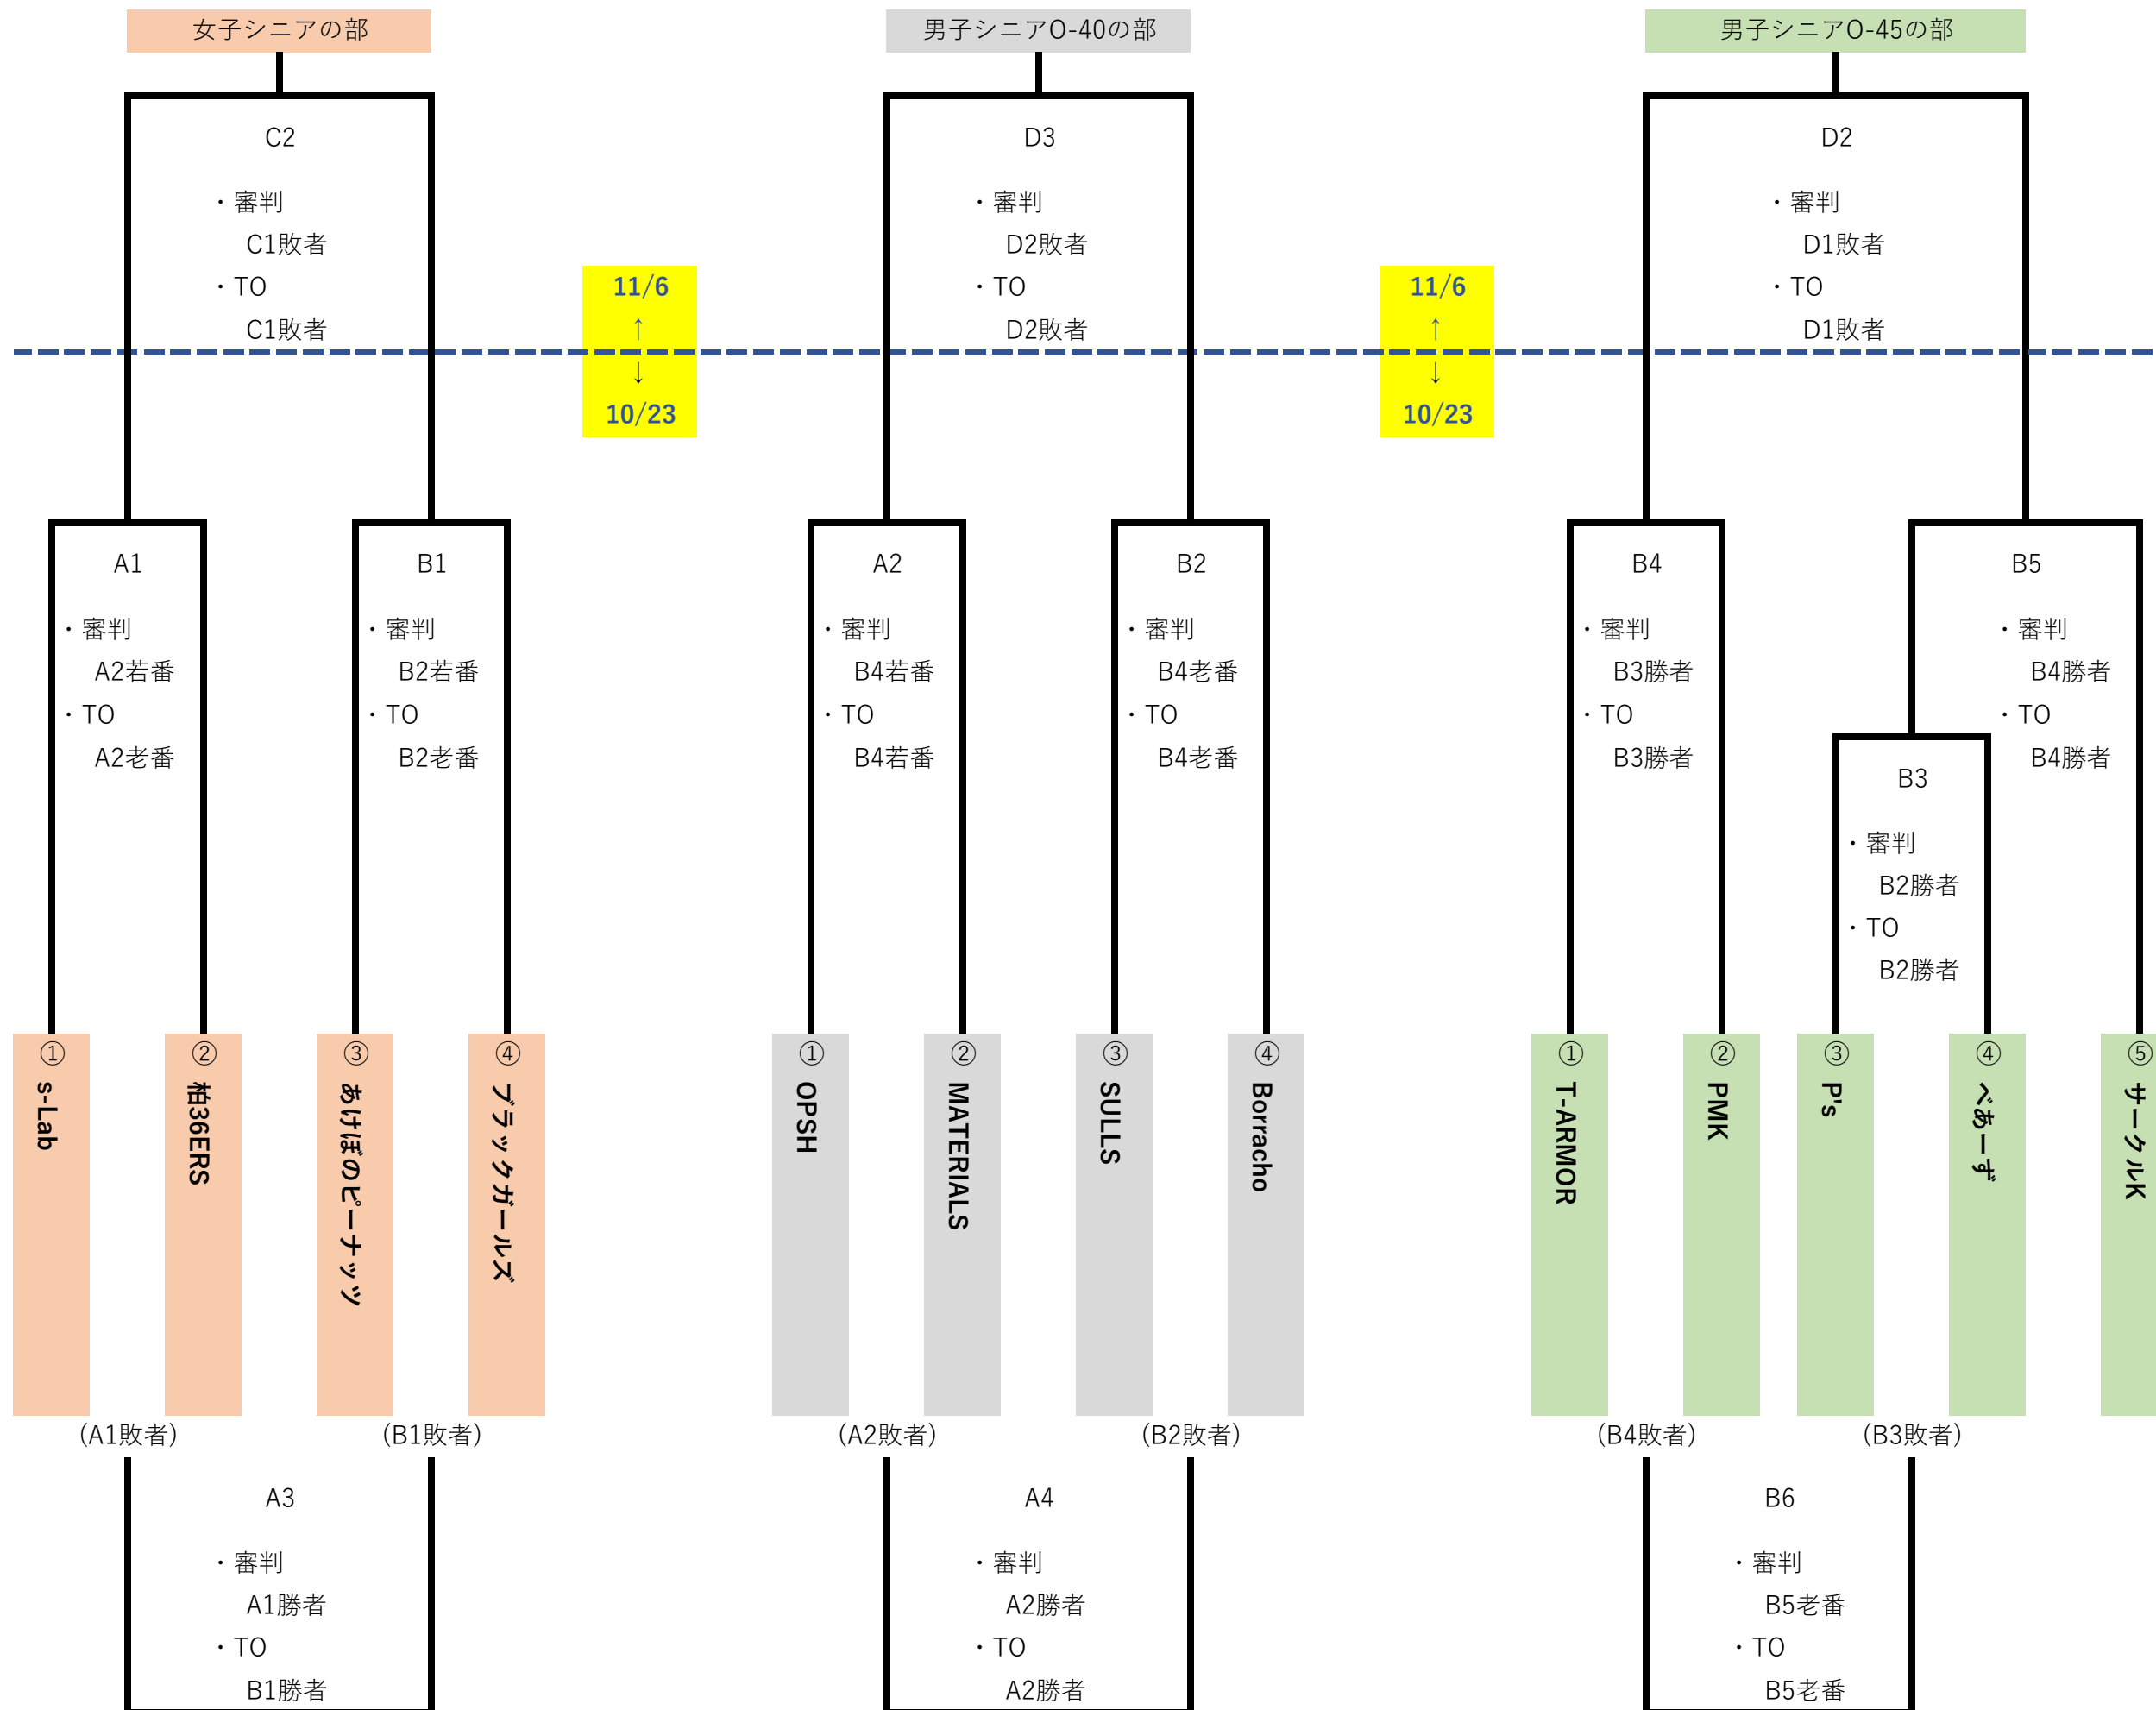 女子シニアの部
男子シニアO-40の部
男子シニアO-45の部
C2
・審判
C1敗者
・TO
C1敗者
D3
・審判
D2敗者
・TO
D2敗者
D2
・審判
D1敗者
・TO
D1敗者
11/6
↑
↓
10/23
11/6
↑
↓
10/23
A1
・審判
A2若番
・TO
A2老番
B1
・審判
B2若番
・TO
B2老番
A2
・審判
B4若番
・TO
B4若番
B2
・審判
B4老番
・TO
B4老番
B4
・審判
B3勝者
・TO
B3勝者
B5
・審判
B4勝者
・TO
B4勝者
B3
・審判
B2勝者
・TO
B2勝者
① s-Lab
② 柏36ERS
③ あけぼのピーナッツ
④ ブラックガールズ
① OPSH
② MATERIALS
③ SULLS
④ Borracho
① T-ARMOR
② PMK
③ P's
④ べあーず
⑤ サークルK
(A1敗者)
(B1敗者)
(A2敗者)
(B2敗者)
(B4敗者)
(B3敗者)
A3
・審判
A1勝者
・TO
B1勝者
A4
・審判
A2勝者
・TO
A2勝者
B6
・審判
B5老番
・TO
B5老番